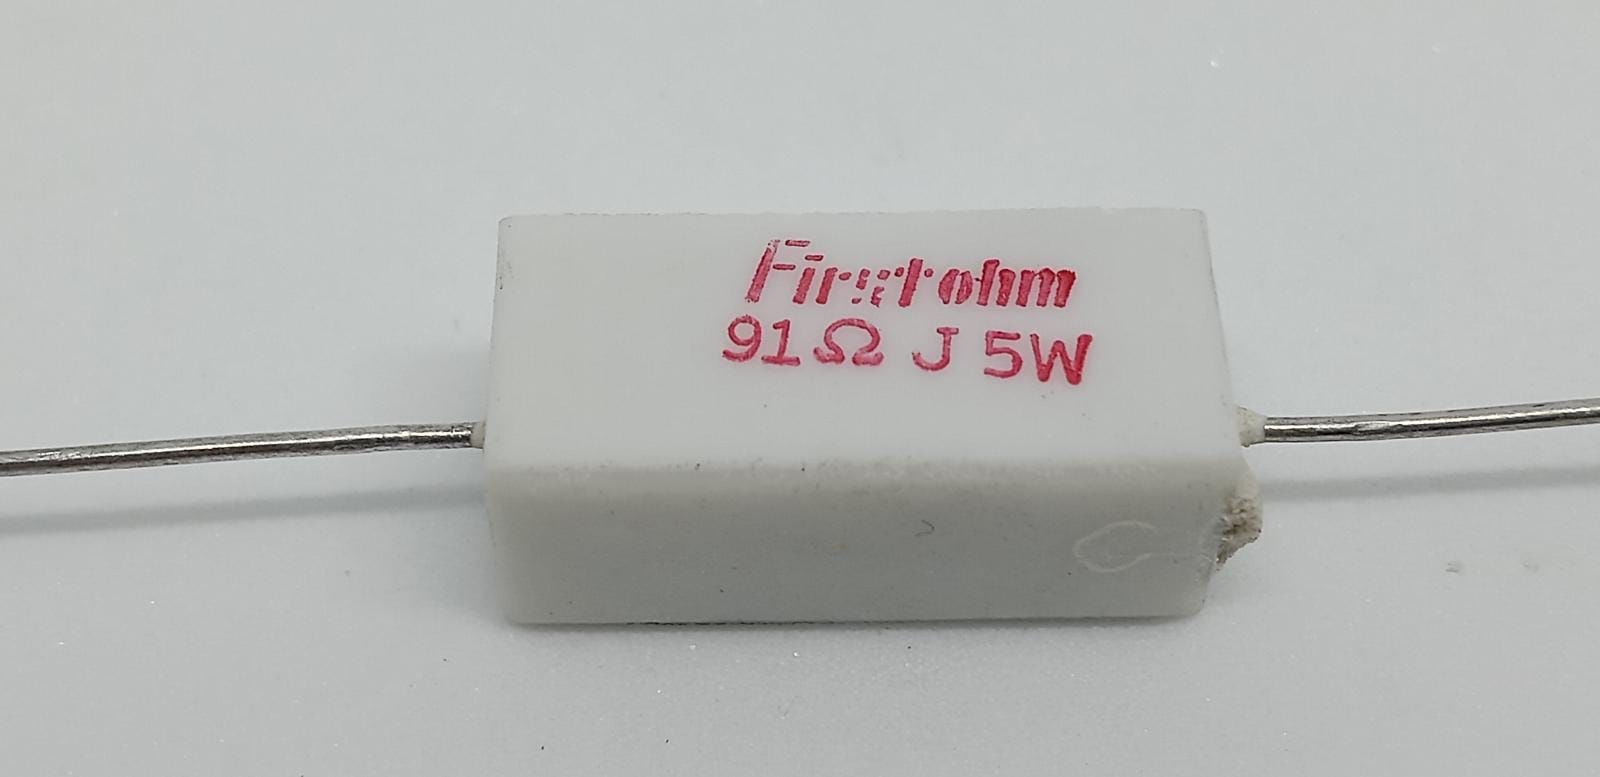 Firstohm
91Ω J 5W